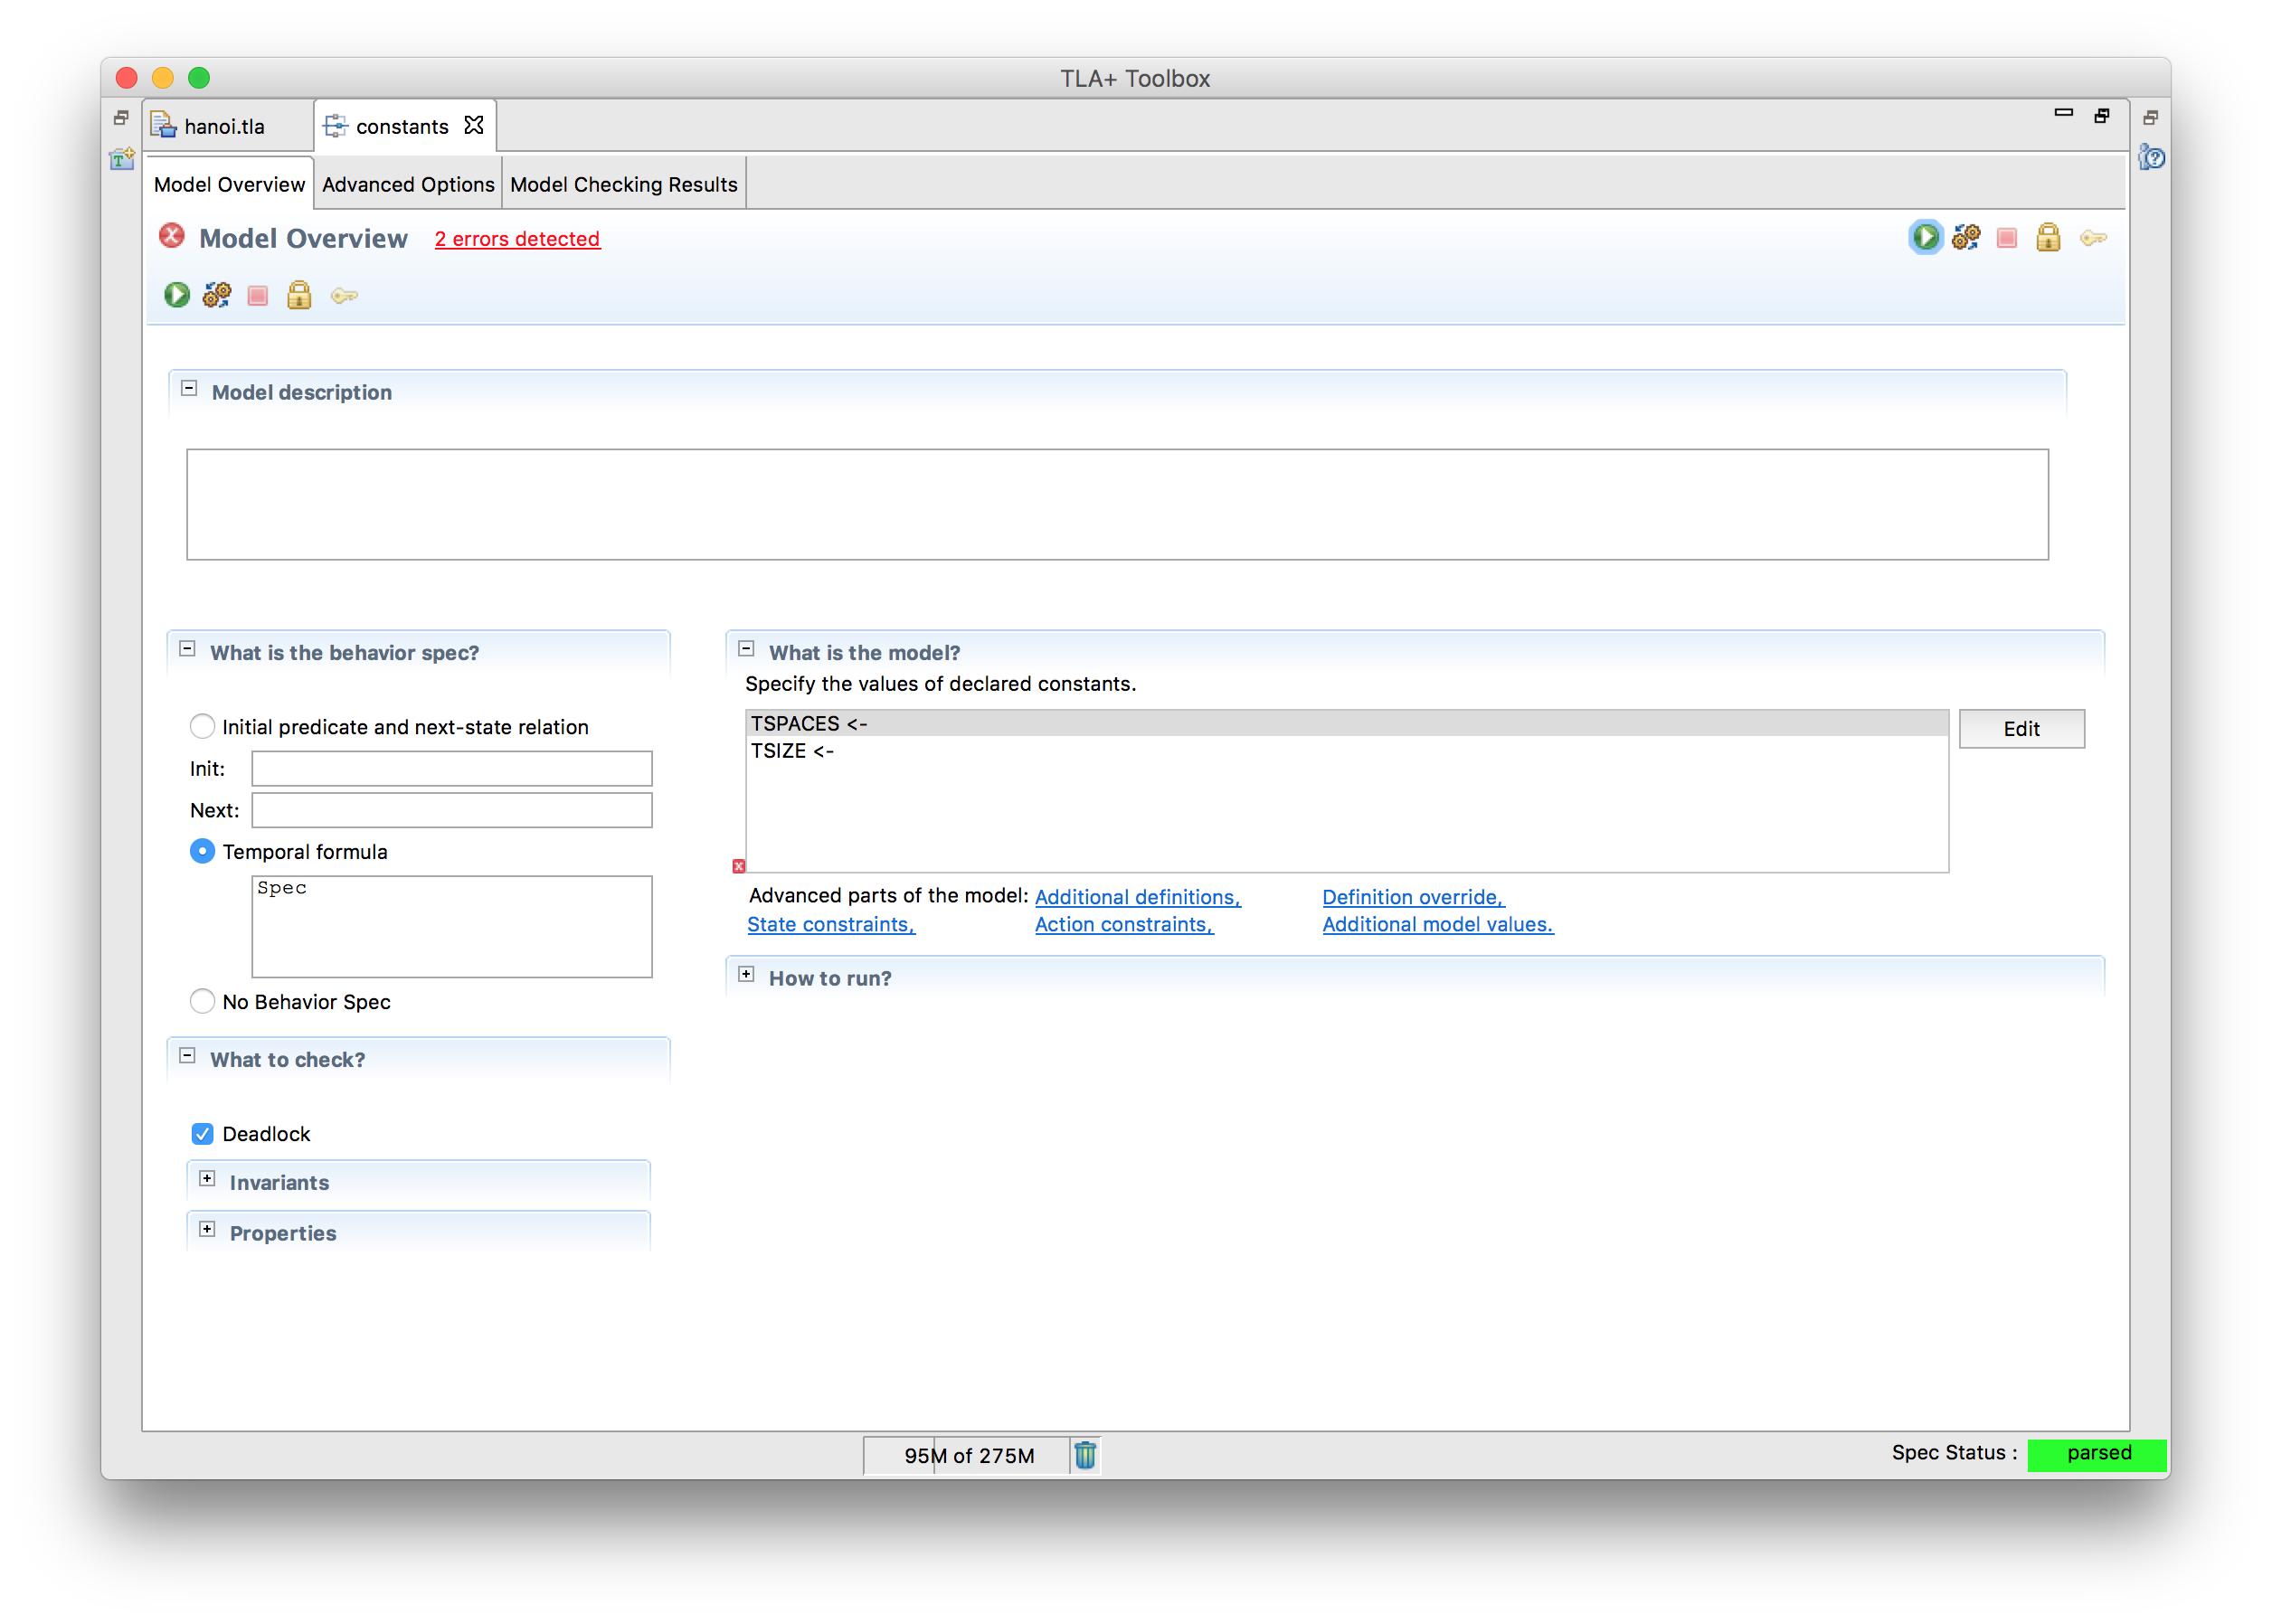 TLA+ Toolbox
hanoi.tla
constants
Model Overview
Advanced Options
Model Checking Results
Model Overview
2 errors detected
Model description
What is the behavior spec?
Initial predicate and next-state relation
Init:
Next:
Temporal formula
Spec
No Behavior Spec
What to check?
Deadlock
Invariants
Properties
What is the model?
Specify the values of declared constants.
TSPACES <-
TSIZE <-
Edit
Advanced parts of the model: Additional definitions, Definition override,
State constraints, Action constraints, Additional model values.
How to run?
95M of 275M
Spec Status : parsed